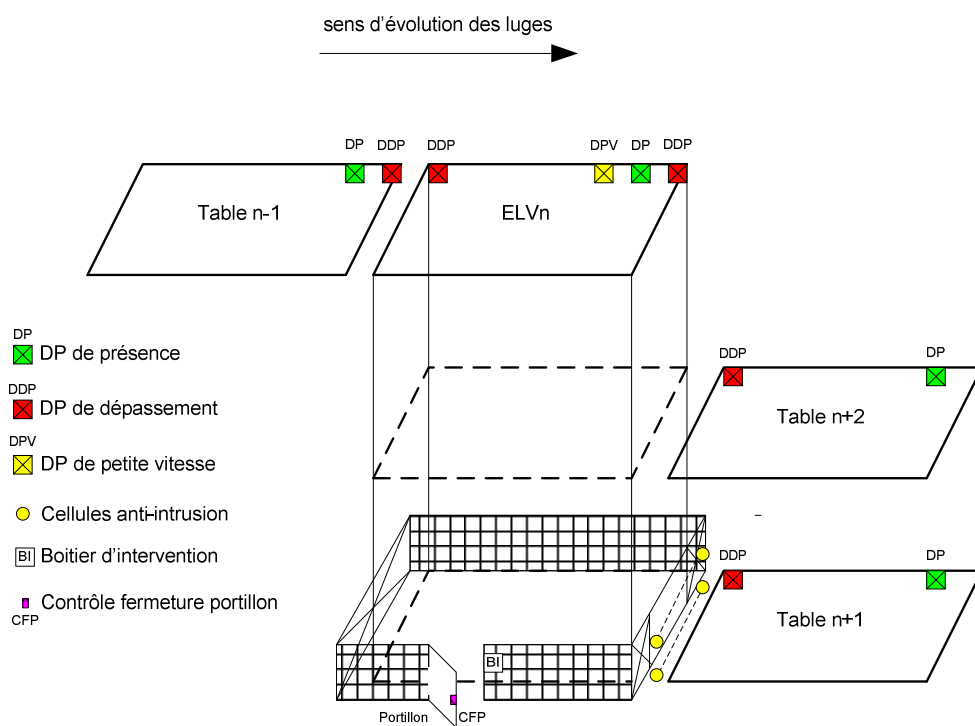 sens d'évolution des luges
DP DDP DDP DPV DP DDP
Table n-1 ELVn
DP
DP de présence
DDP
DP de dépassement
DPV
DP de petite vitesse
Cellules anti-intrusion
BI Boitier d'intervention
Contrôle fermeture portillon
CFP
DDP DP
Table n+2
DDP DP
Table n+1
BI
Portillon CFP